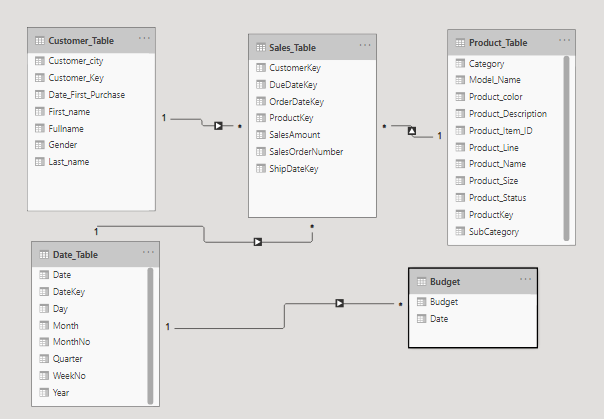 Customer_Table ...
Customer_city
Customer_Key
Date_First_Purchase
First_name
Fullname
Gender
Last_name
Sales_Table ...
CustomerKey
DueDateKey
OrderDateKey
ProductKey
SalesAmount
SalesOrderNumber
ShipDateKey
Product_Table ...
Category
Model_Name
Product_color
Product_Description
Product_Item_ID
Product_Line
Product_Name
Product_Size
Product_Status
ProductKey
SubCategory
1 *
* 1
1 *
Date_Table ...
Date
DateKey
Day
Month
MonthNo
Quarter
WeekNo
Year
1 *
Budget ...
Budget
Date